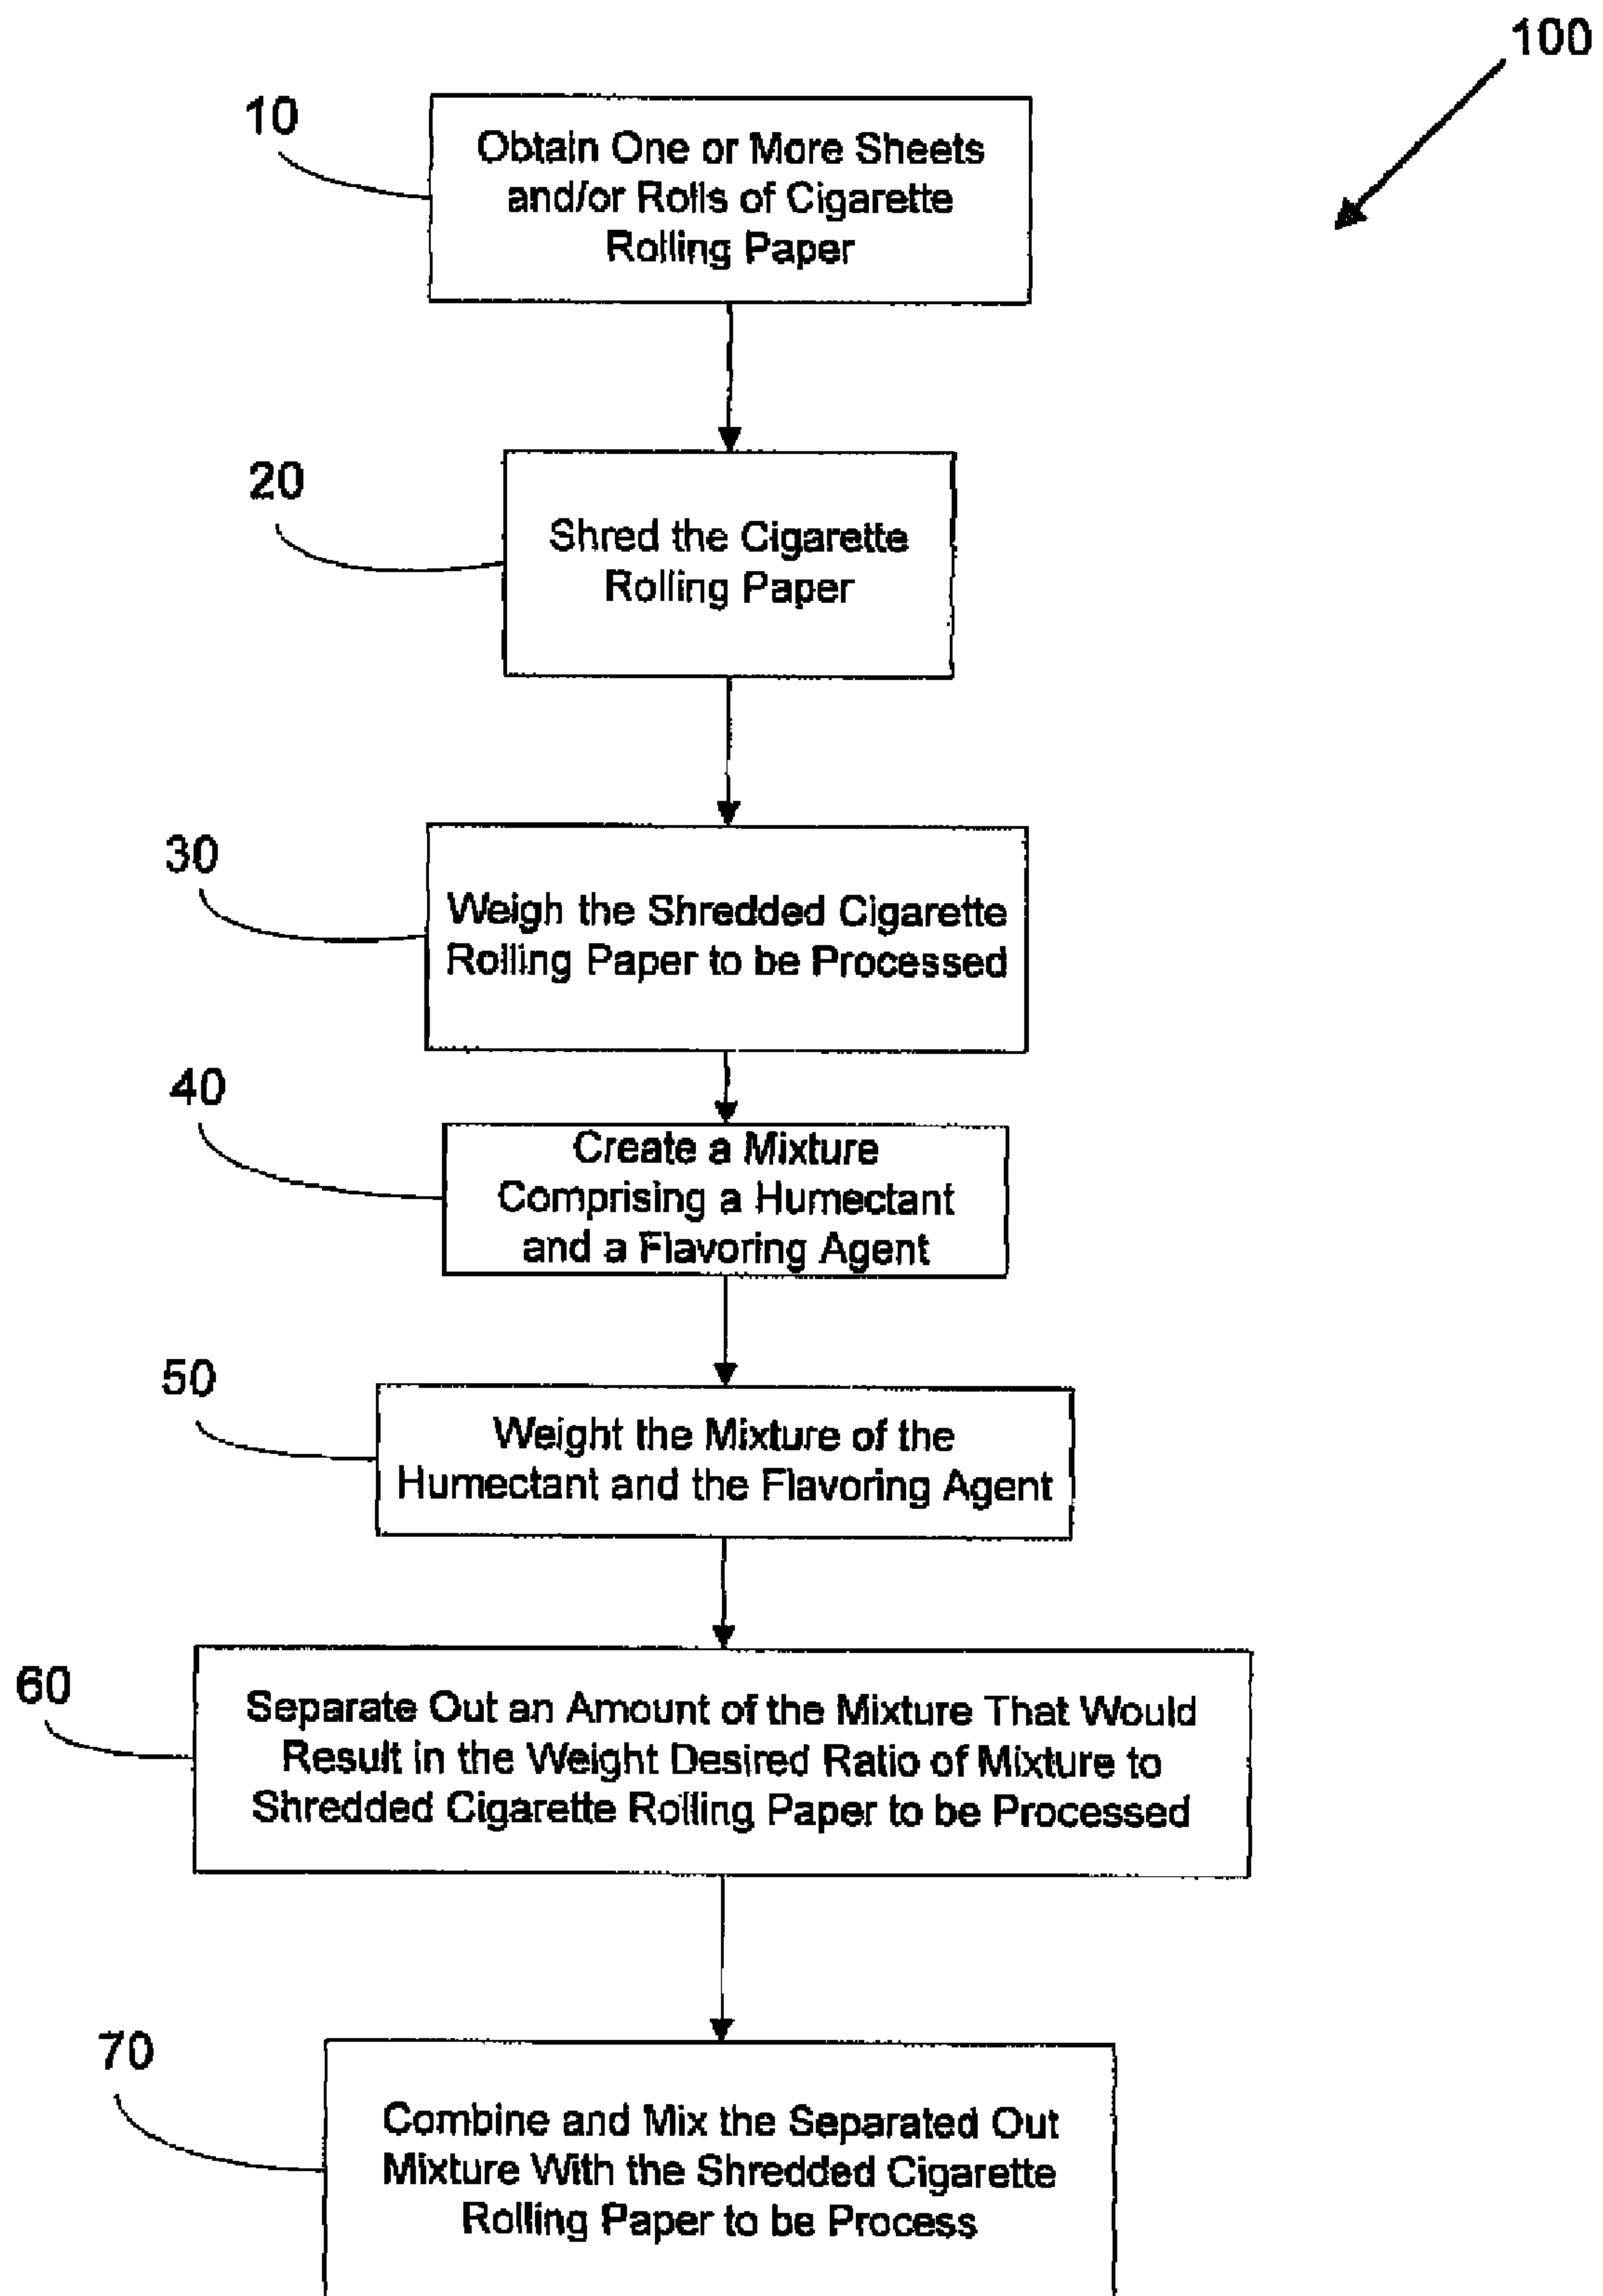 100
10
Obtain One or More Sheets
and/or Rolls of Cigarette
Rolling Paper
20
Shred the Cigarette
Rolling Paper
30
Weigh the Shredded Cigarette
Rolling Paper to be Processed
40
Create a Mixture
Comprising a Humectant
and a Flavoring Agent
50
Weight the Mixture of the
Humectant and the Flavoring Agent
60
Separate Out an Amount of the Mixture That Would
Result in the Weight Desired Ratio of Mixture to
Shredded Cigarette Rolling Paper to be Processed
70
Combine and Mix the Separated Out
Mixture With the Shredded Cigarette
Rolling Paper to be Process